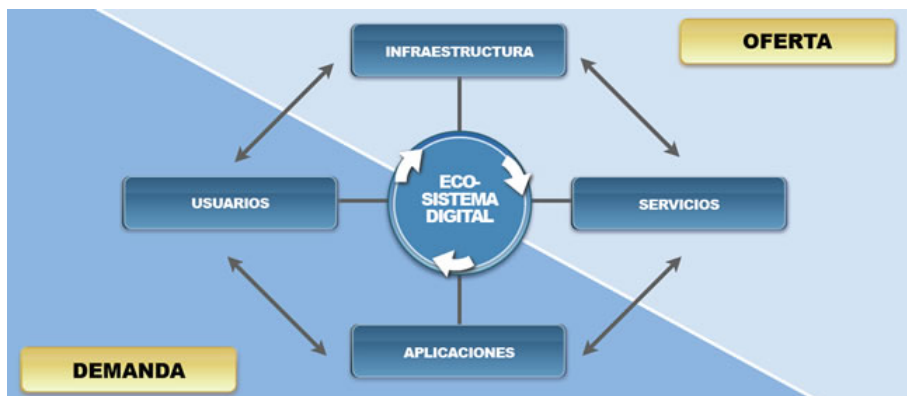 INFRAESTRUCTURA
OFERTA
USUARIOS
ECO-
SISTEMA
DIGITAL
SERVICIOS
APLICACIONES
DEMANDA